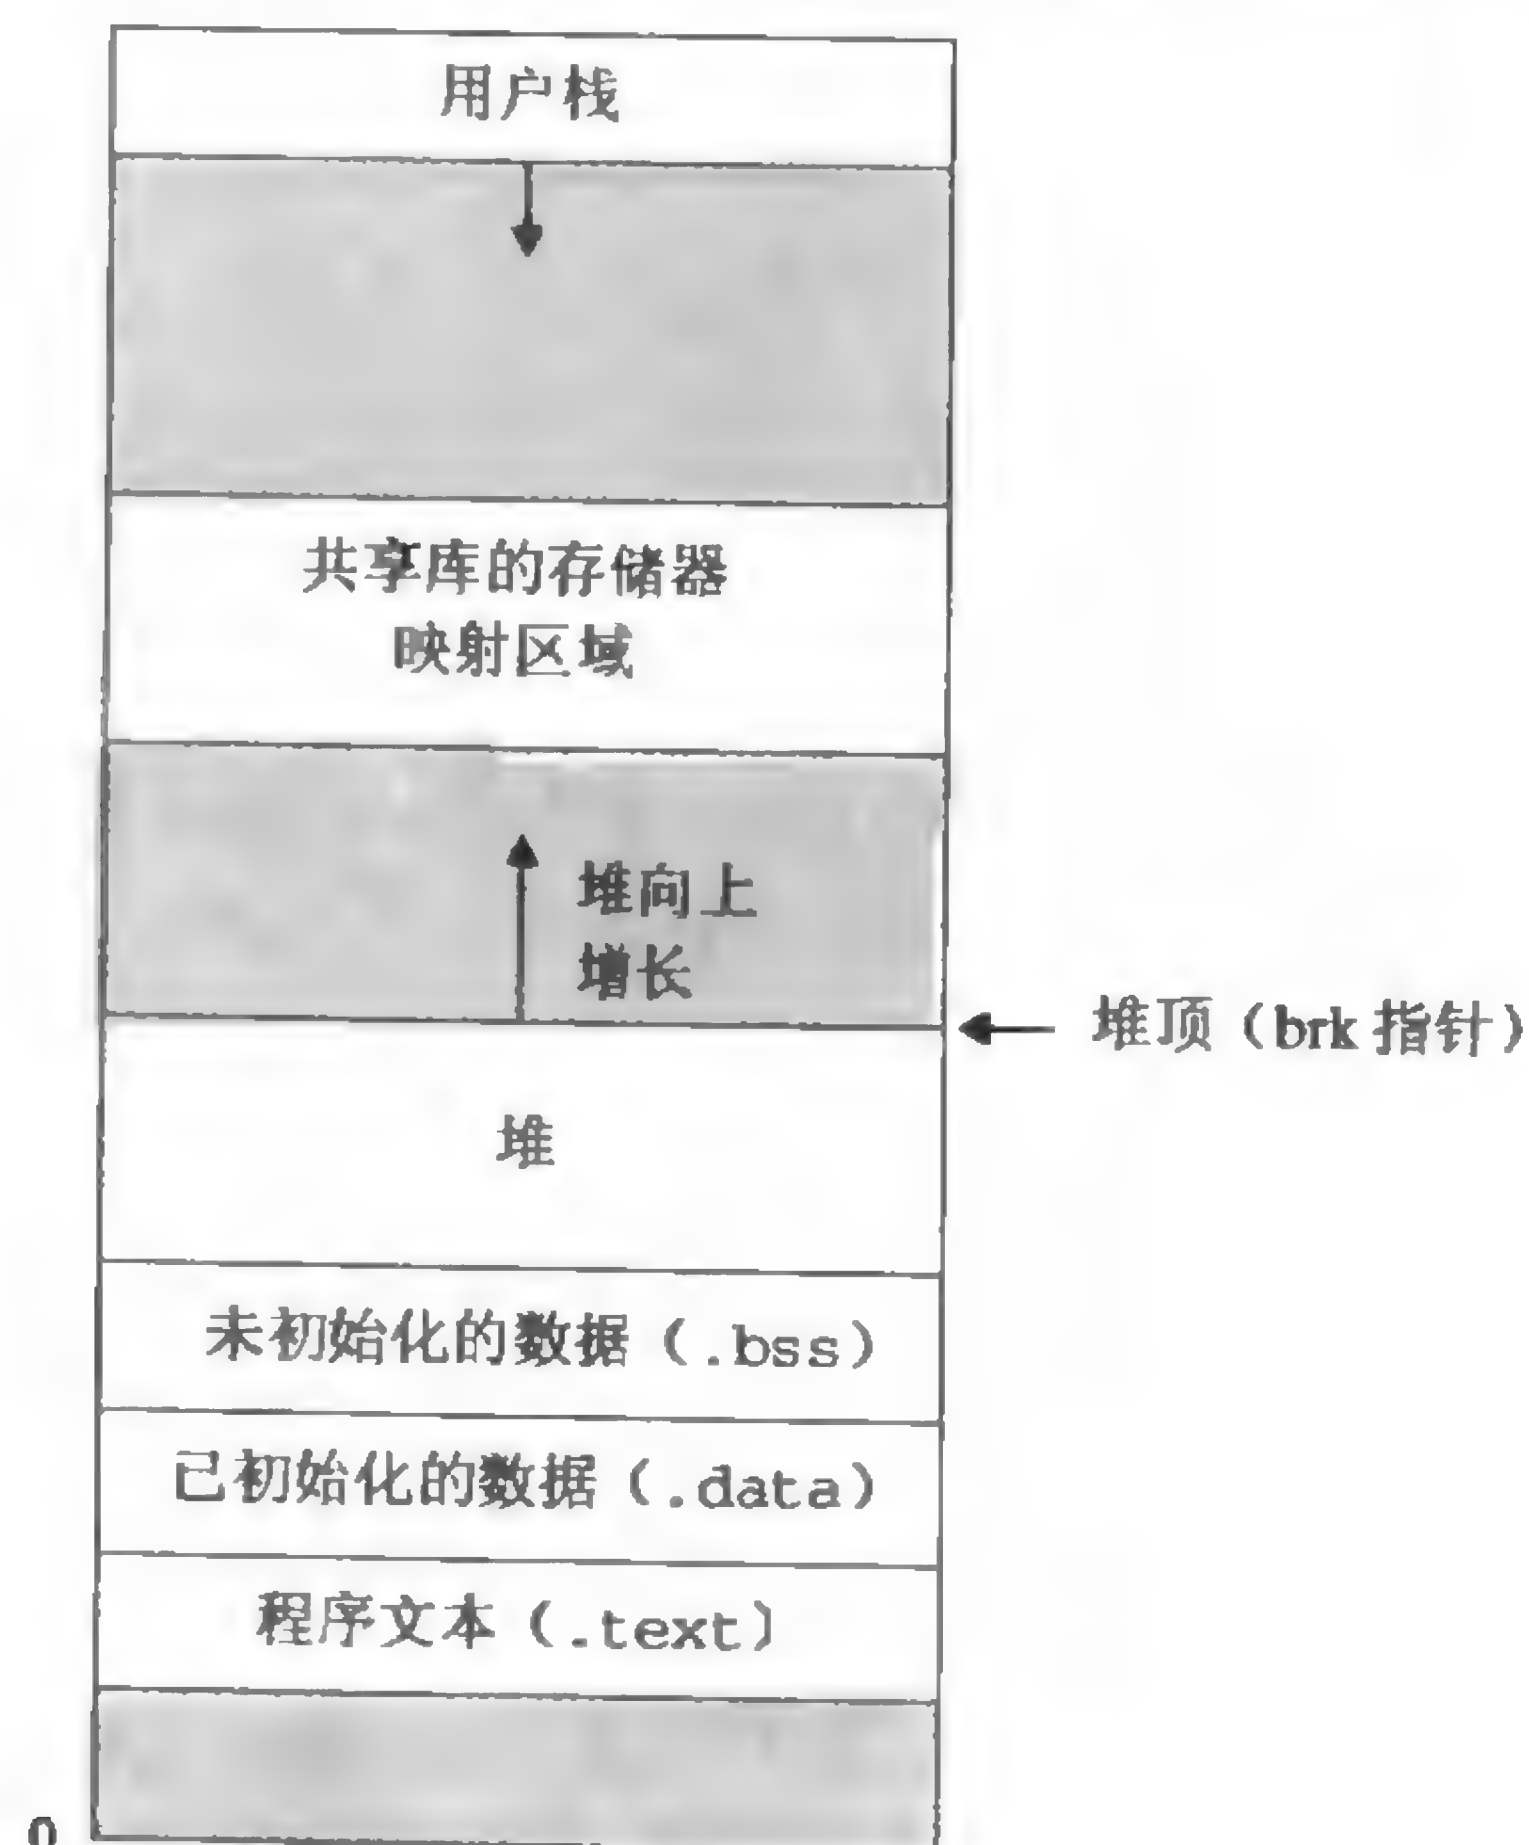 用户栈
共享库的存储器
映射区域
堆向上
增长
堆顶（brk 指针）
堆
未初始化的数据（.bss）
已初始化的数据（.data）
程序文本（.text）
0